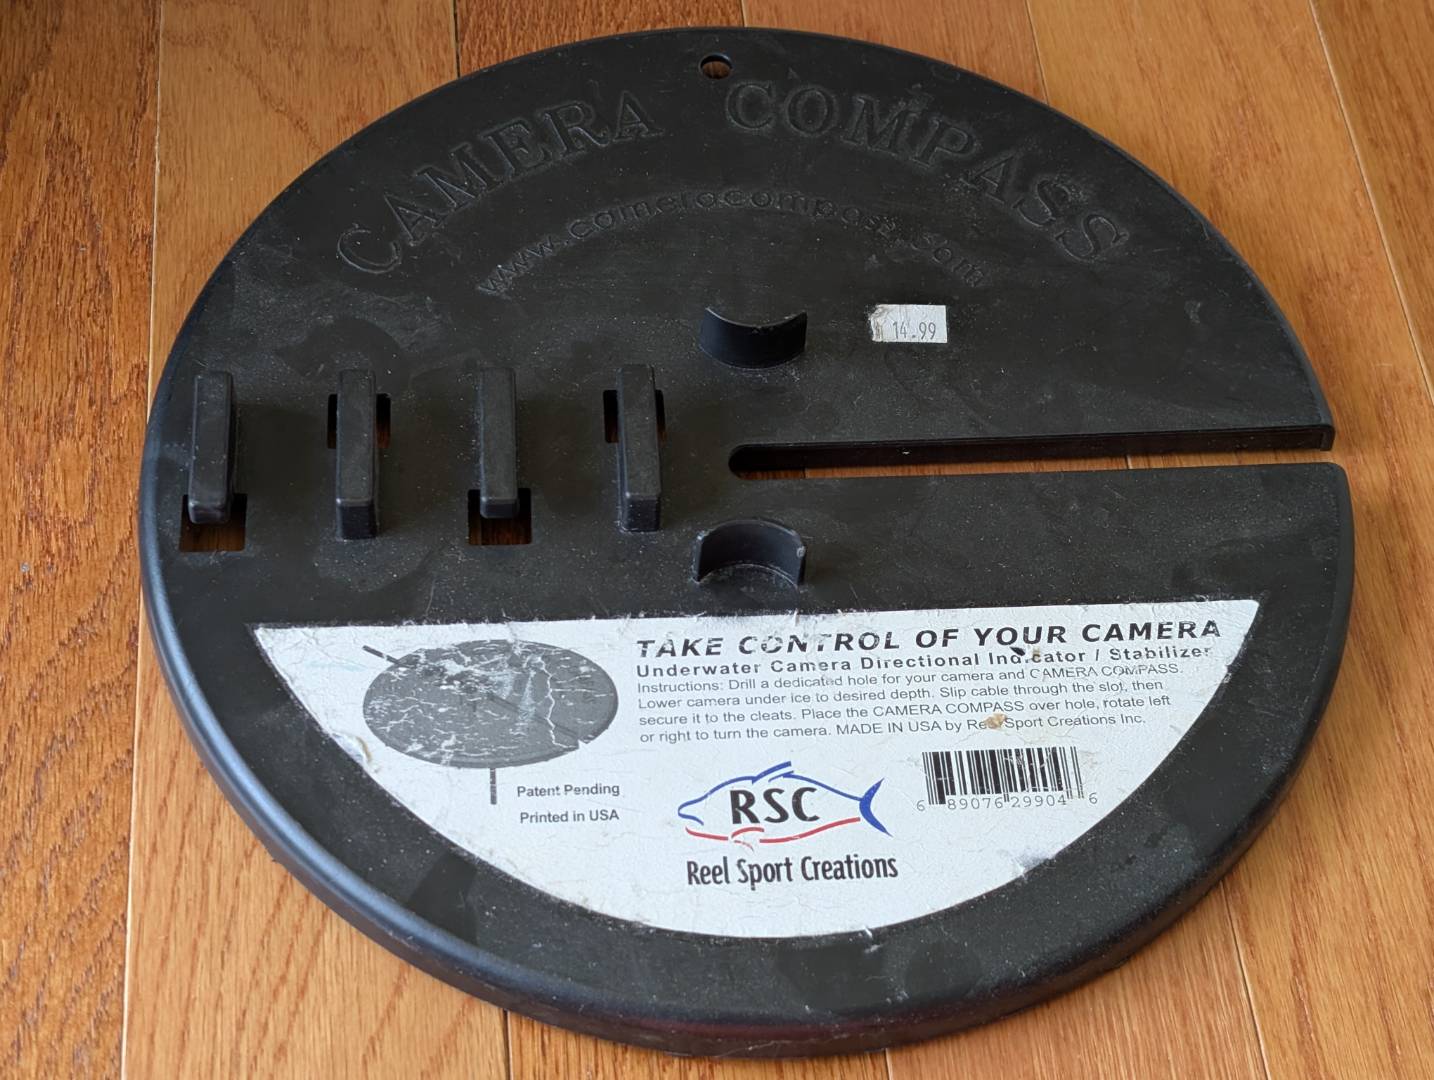 CAMERA COMPASS
www.cameracompass.com
14.99
TAKE CONTROL OF YOUR CAMERA
Underwater Camera Directional Indicator / Stabilizer
Instructions: Drill a dedicated hole for your camera and CAMERA COMPASS.
Lower camera under ice to desired depth. Slip cable through the slot, then
secure it to the cleats. Place the CAMERA COMPASS over hole, rotate left
or right to turn the camera. MADE IN USA by Reel Sport Creations Inc.
Patent Pending
Printed in USA
RSC
Reel Sport Creations
6 89076 29904 6